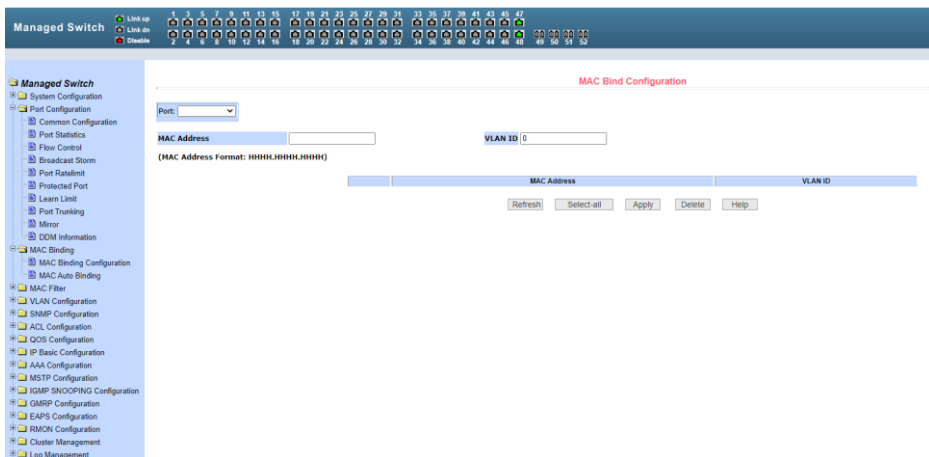 Managed Switch
Link up
Link dn
Disable
1 3 5 7 9 11 13 15 17 19 21 23 25 27 29 31 33 35 37 39 41 43 45 47
2 4 6 8 10 12 14 16 18 20 22 24 26 28 30 32 34 36 38 40 42 44 46 48 49 50 51 52
Managed Switch
System Configuration
Port Configuration
Common Configuration
Port Statistics
Flow Control
Broadcast Storm
Port Ratelimit
Protected Port
Learn Limit
Port Trunking
Mirror
DDM Information
MAC Binding
MAC Binding Configuration
MAC Auto Binding
MAC Filter
VLAN Configuration
SNMP Configuration
ACL Configuration
QOS Configuration
IP Basic Configuration
AAA Configuration
MSTP Configuration
IGMP SNOOPING Configuration
GMRP Configuration
EAPS Configuration
RMON Configuration
Cluster Management
Log Management
MAC Bind Configuration
Port:
MAC Address VLAN ID 0
(MAC Address Format: HHHH.HHHH.HHHH)
MAC Address VLAN ID
Refresh Select-all Apply Delete Help